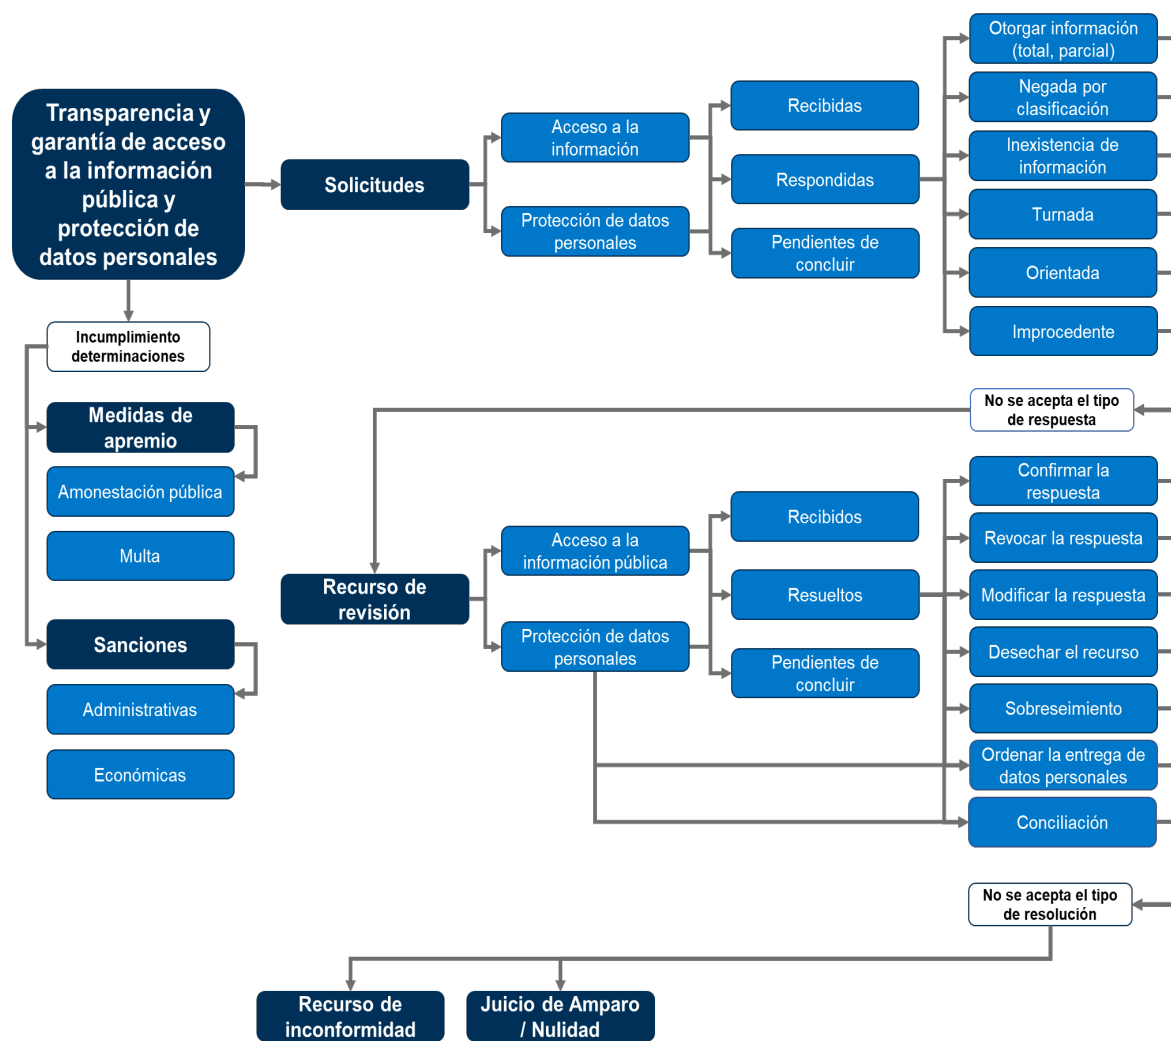 Transparencia y
garantía de acceso
a la información
pública y
protección de
datos personales
Solicitudes
Acceso a la
información
Protección de datos
personales
Recibidas
Respondidas
Pendientes de
concluir
Otorgar información
(total, parcial)
Negada por
clasificación
Inexistencia de
información
Turnada
Orientada
Improcedente
Incumplimiento
determinaciones
Medidas de
apremio
Amonestación pública
Multa
Sanciones
Administrativas
Económicas
No se acepta el tipo
de respuesta
Recurso de
revisión
Acceso a la
información pública
Protección de datos
personales
Recibidos
Resueltos
Pendientes de
concluir
Confirmar la
respuesta
Revocar la respuesta
Modificar la respuesta
Desechar el recurso
Sobreseimiento
Ordenar la entrega de
datos personales
Conciliación
No se acepta el tipo
de resolución
Recurso de
inconformidad
Juicio de Amparo
/ Nulidad